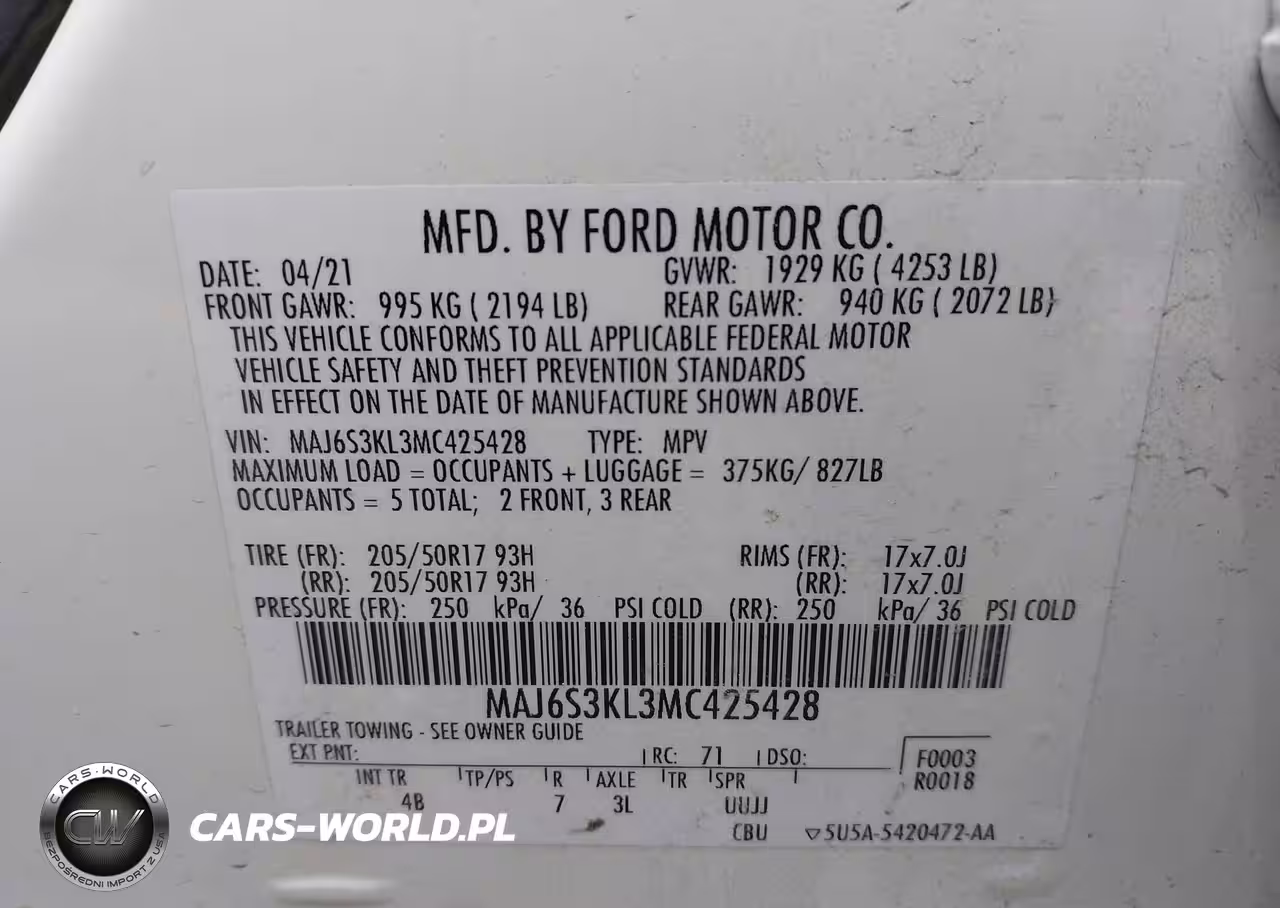 MFD. BY FORD MOTOR CO.
DATE: 04/21 GVWR: 1929 KG ( 4253 LB)
FRONT GAWR: 995 KG ( 2194 LB) REAR GAWR: 940 KG ( 2072 LB)
THIS VEHICLE CONFORMS TO ALL APPLICABLE FEDERAL MOTOR
VEHICLE SAFETY AND THEFT PREVENTION STANDARDS
IN EFFECT ON THE DATE OF MANUFACTURE SHOWN ABOVE.
VIN: MAJ6S3KL3MC425428 TYPE: MPV
MAXIMUM LOAD = OCCUPANTS + LUGGAGE = 375KG/ 827LB
OCCUPANTS = 5 TOTAL; 2 FRONT, 3 REAR
TIRE (FR): 205/50R17 93H RIMS (FR): 17x7.0J
(RR): 205/50R17 93H (RR): 17x7.0J
PRESSURE (FR): 250 kPa/ 36 PSI COLD (RR): 250 kPa/ 36 PSI COLD
MAJ6S3KL3MC425428
TRAILER TOWING - SEE OWNER GUIDE
EXT PNT: RC: 71 DSO: F0003
INT TR TP/PS R AXLE TR SPR R0018
4B 7 3L UUJJ
CBU 5U5A-5420472-AA
CARS-WORLD
CW
BEZPOŚREDNI IMPORT Z USA
CARS-WORLD.PL